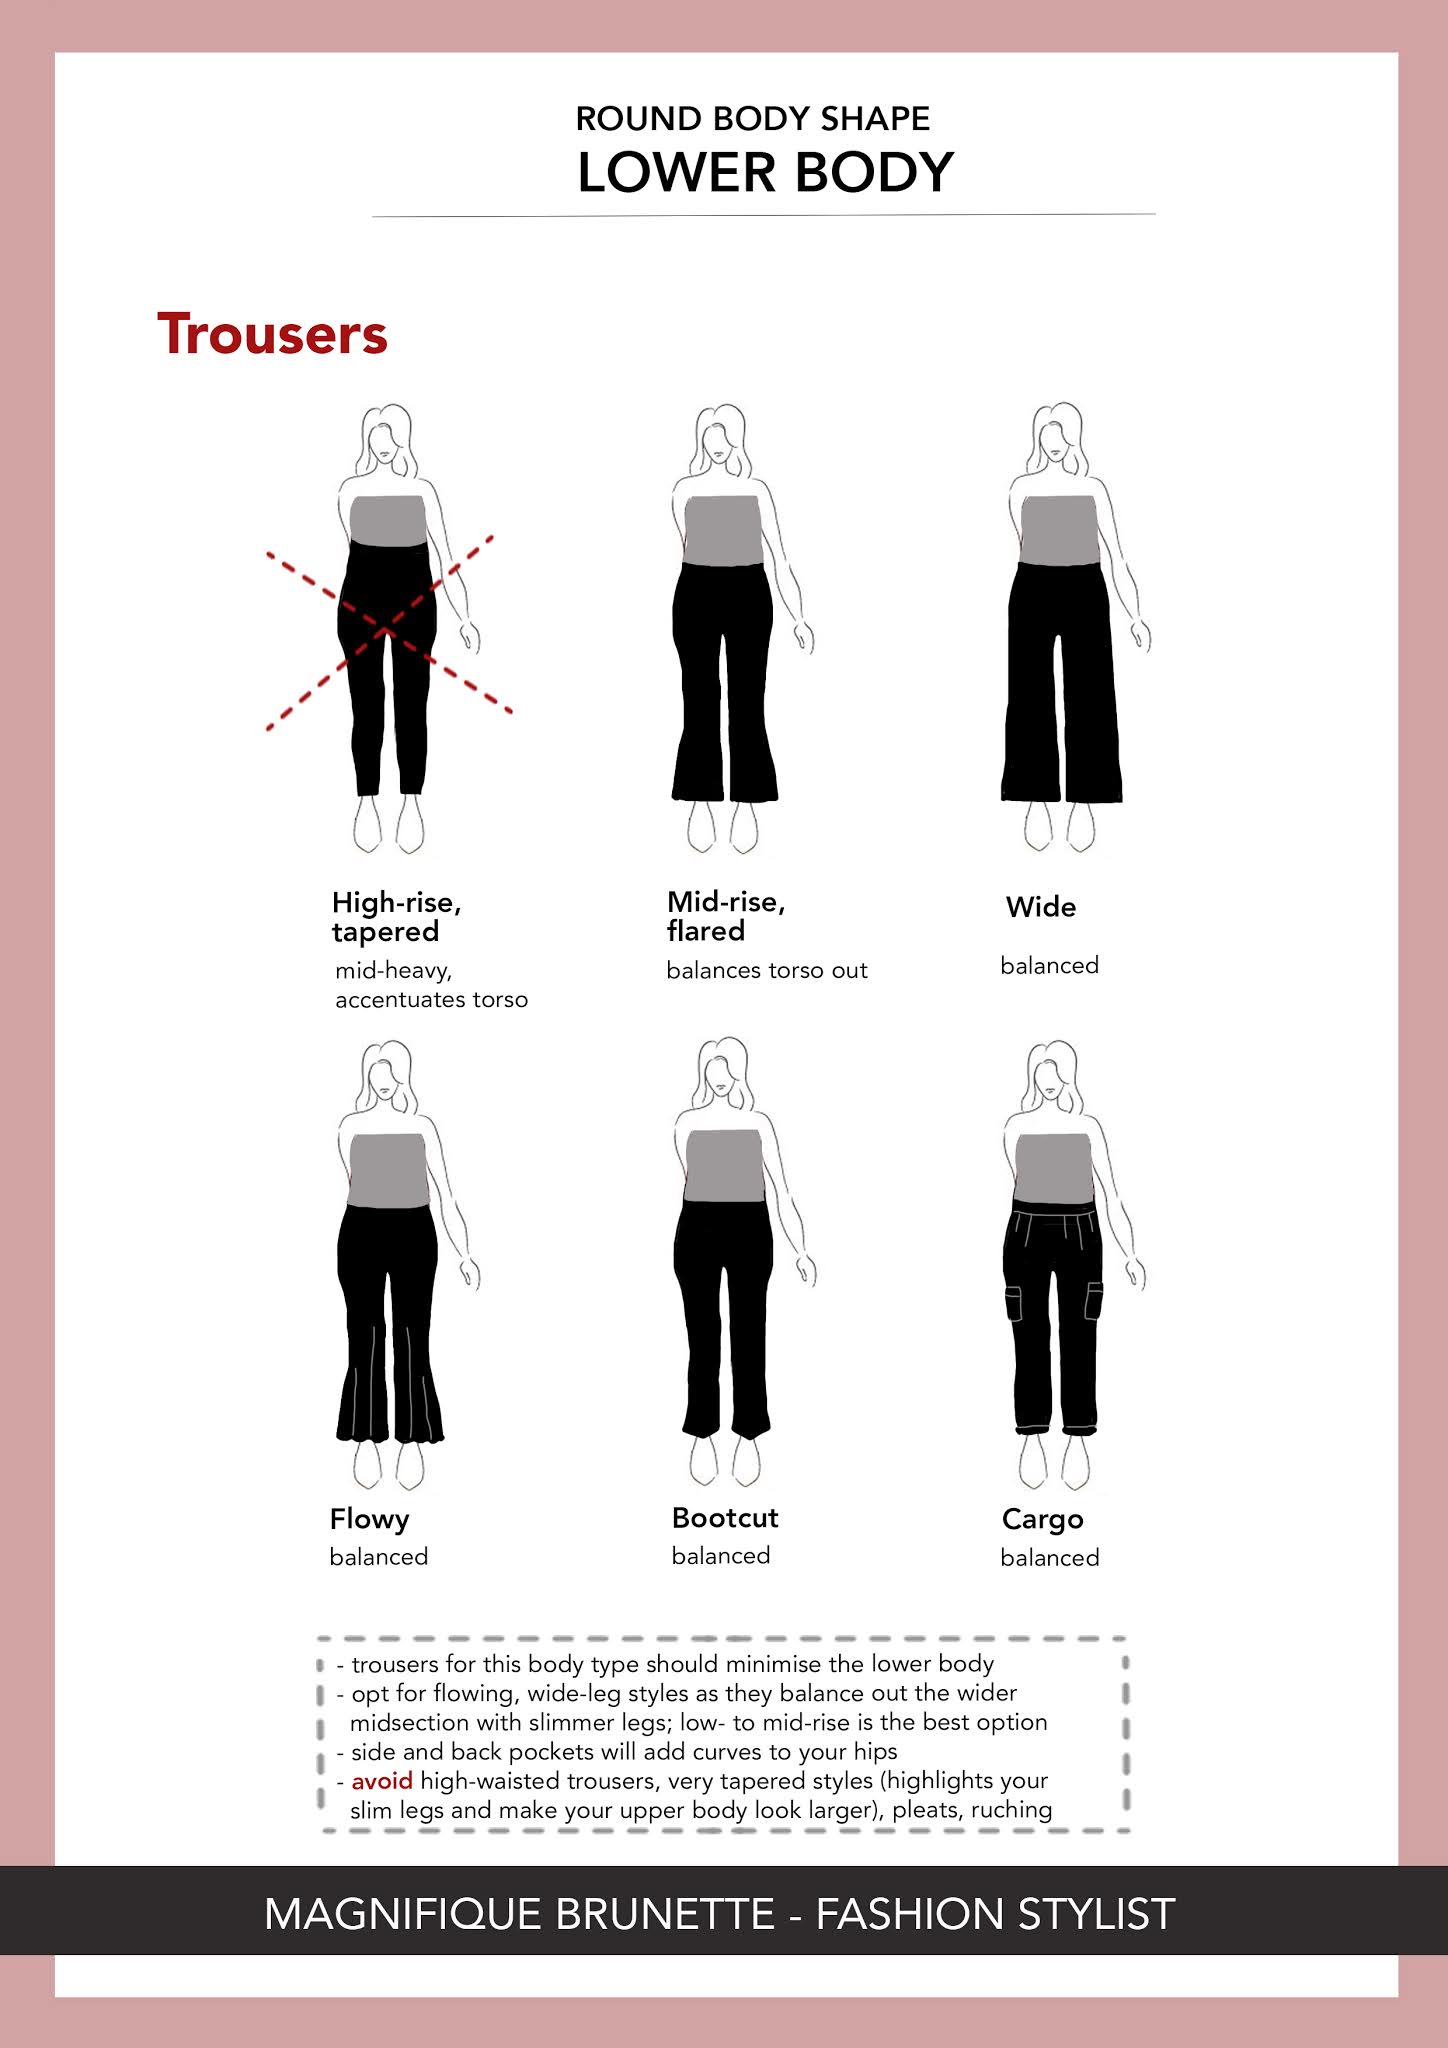 ROUND BODY SHAPE
LOWER BODY
Trousers
High-rise,
tapered
mid-heavy,
accentuates torso
Mid-rise,
flared
balances torso out
Wide
balanced
Flowy
balanced
Bootcut
balanced
Cargo
balanced
- trousers for this body type should minimise the lower body
- opt for flowing, wide-leg styles as they balance out the wider
midsection with slimmer legs; low- to mid-rise is the best option
- side and back pockets will add curves to your hips
- avoid high-waisted trousers, very tapered styles (highlights your
slim legs and make your upper body look larger), pleats, ruching
MAGNIFIQUE BRUNETTE - FASHION STYLIST